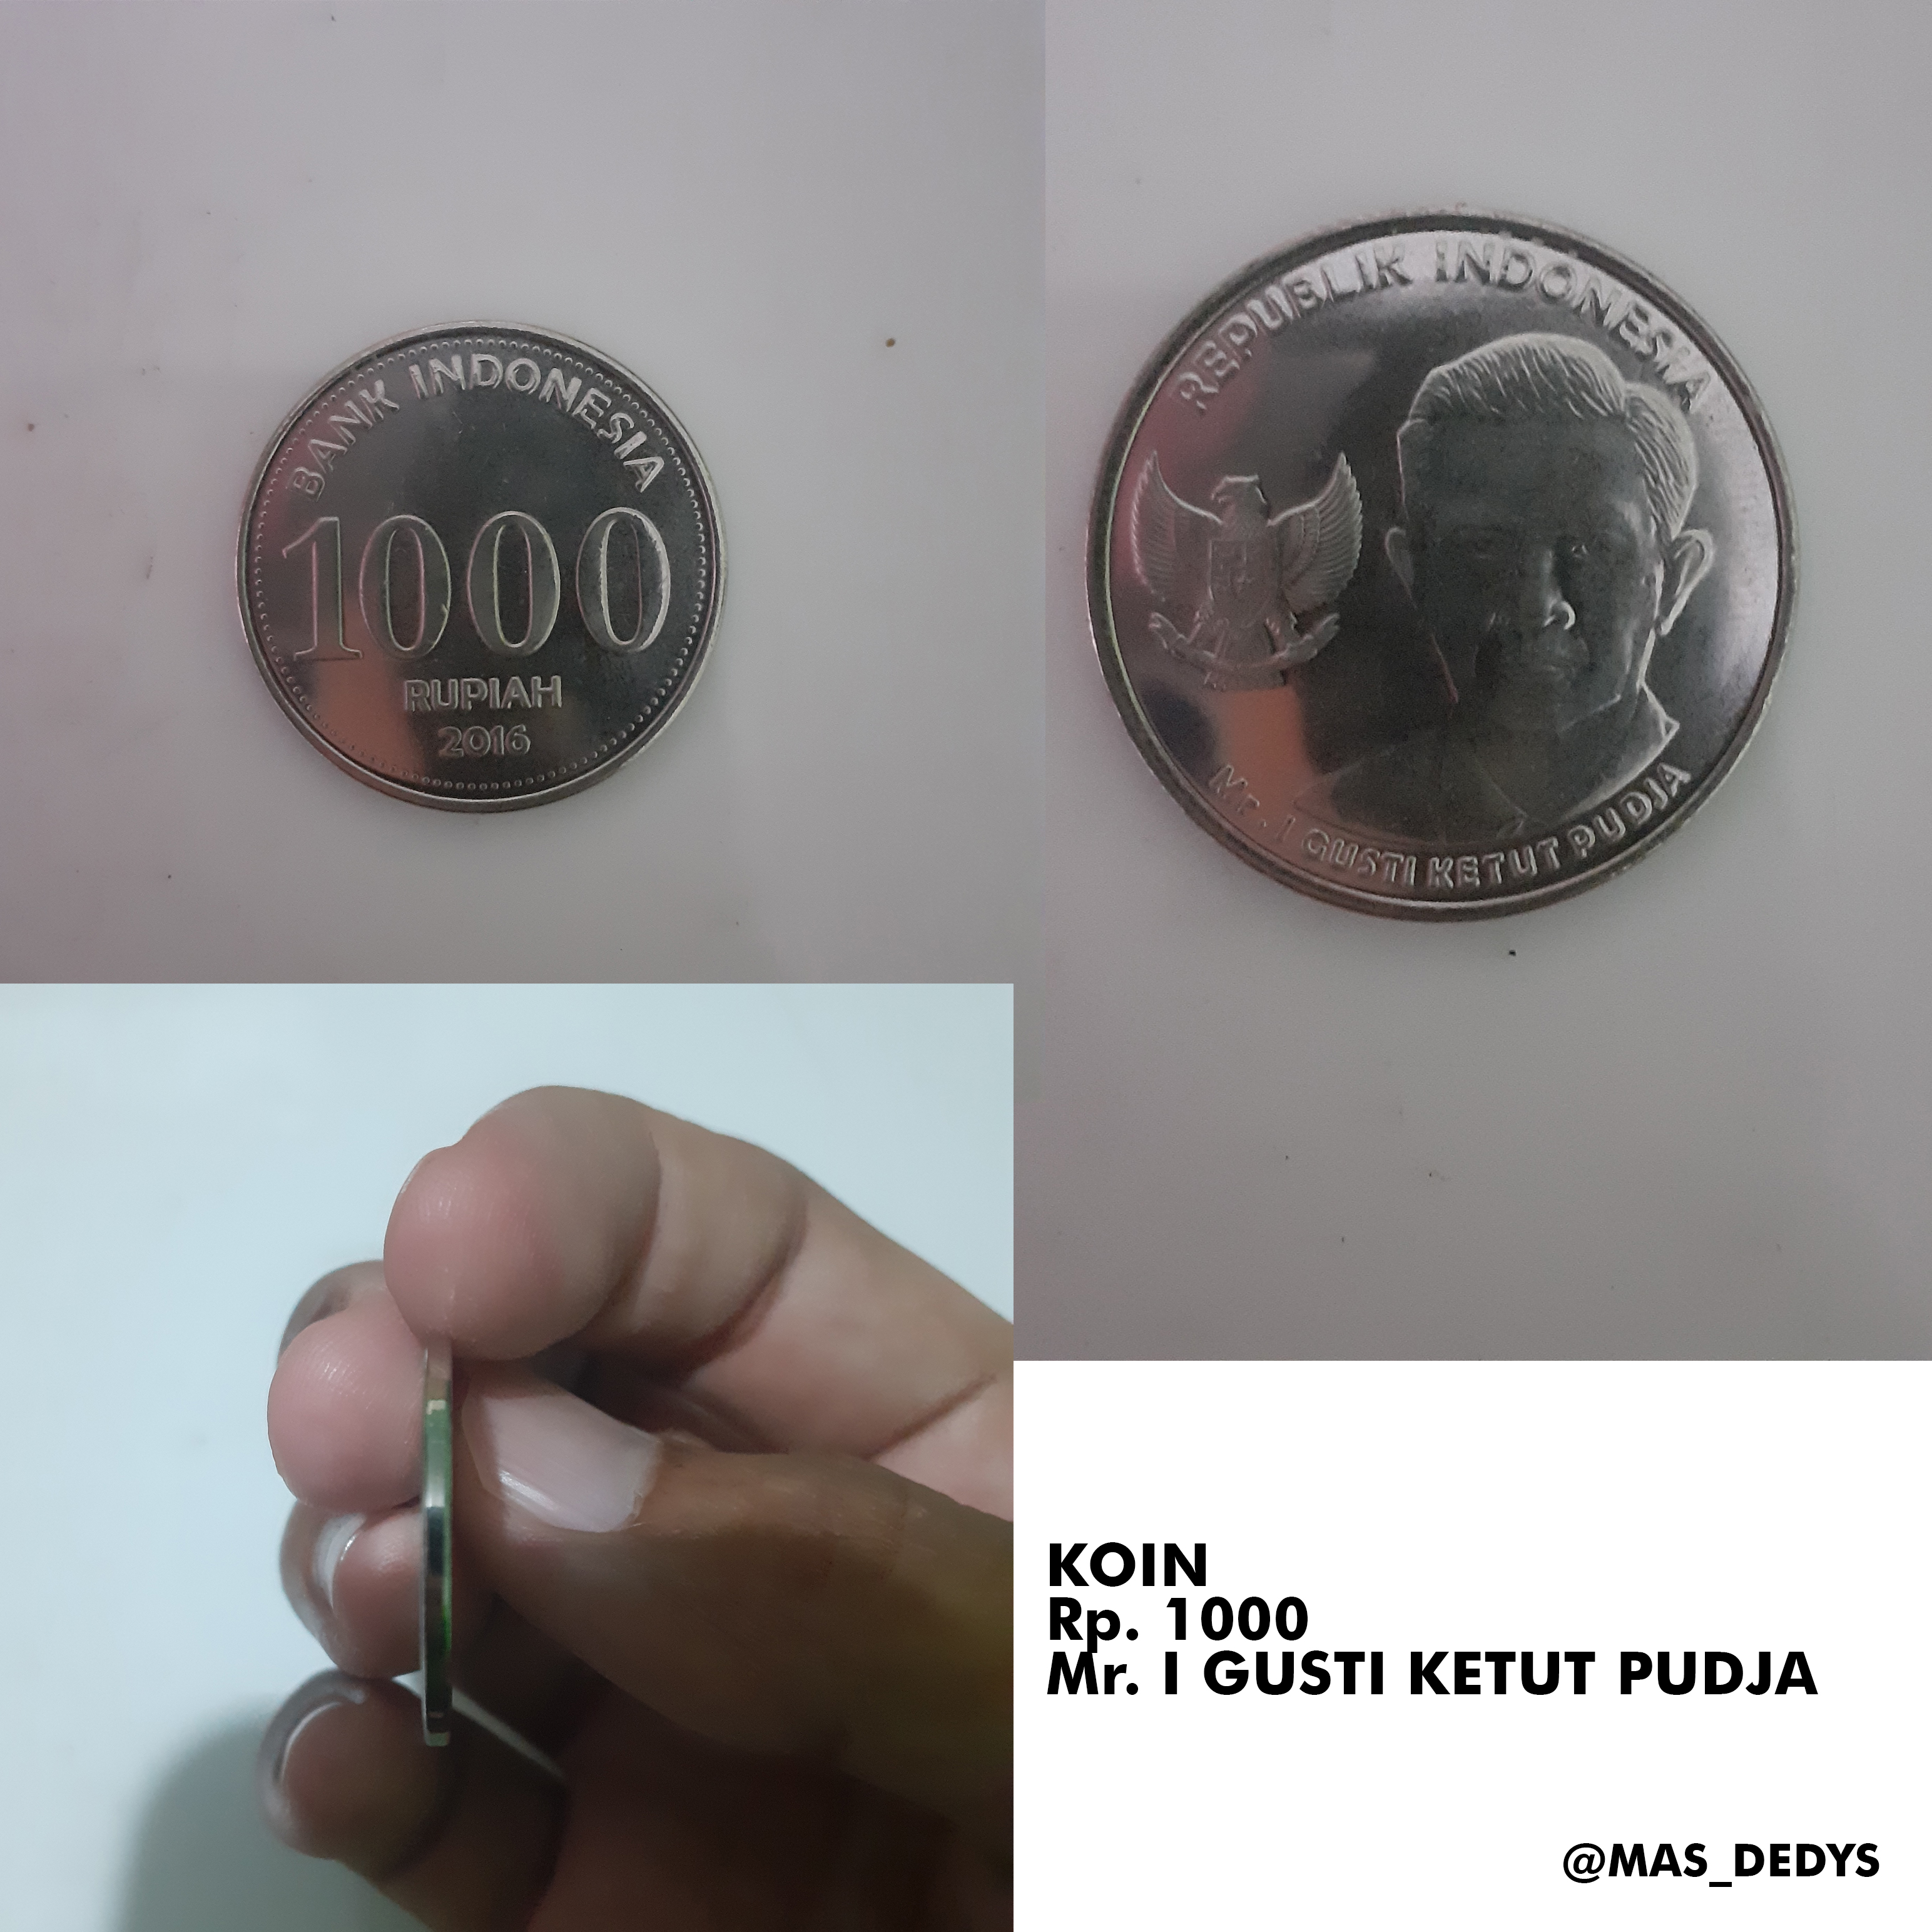 BANK INDONESIA
1000
RUPIAH
2016
REPUBLIK INDONESIA
Mr. I GUSTI KETUT PUDJA
KOIN
Rp. 1000
Mr. I GUSTI KETUT PUDJA
@MAS_DEDYS